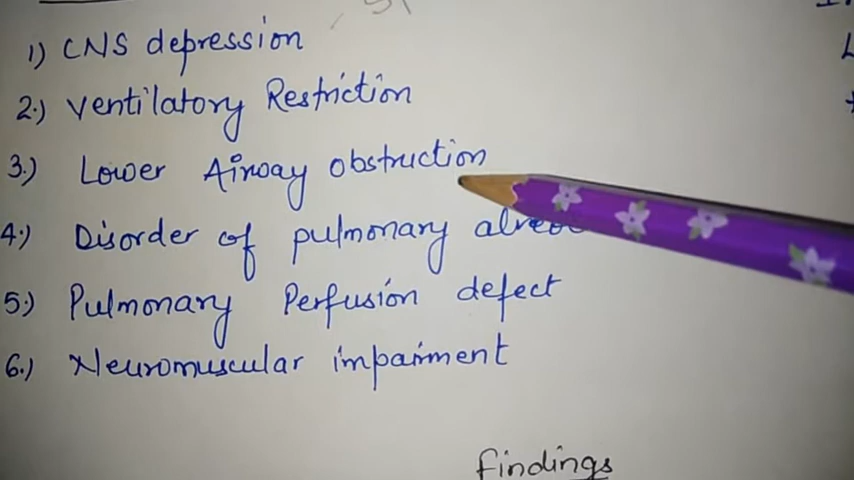 1) CNS depression
2.) Ventilatory Restriction
3.) Lower Airway obstruction
4.) Disorder of pulmonary
5.) Pulmonary Perfusion defect
6.) Neuromuscular impairment
Findings